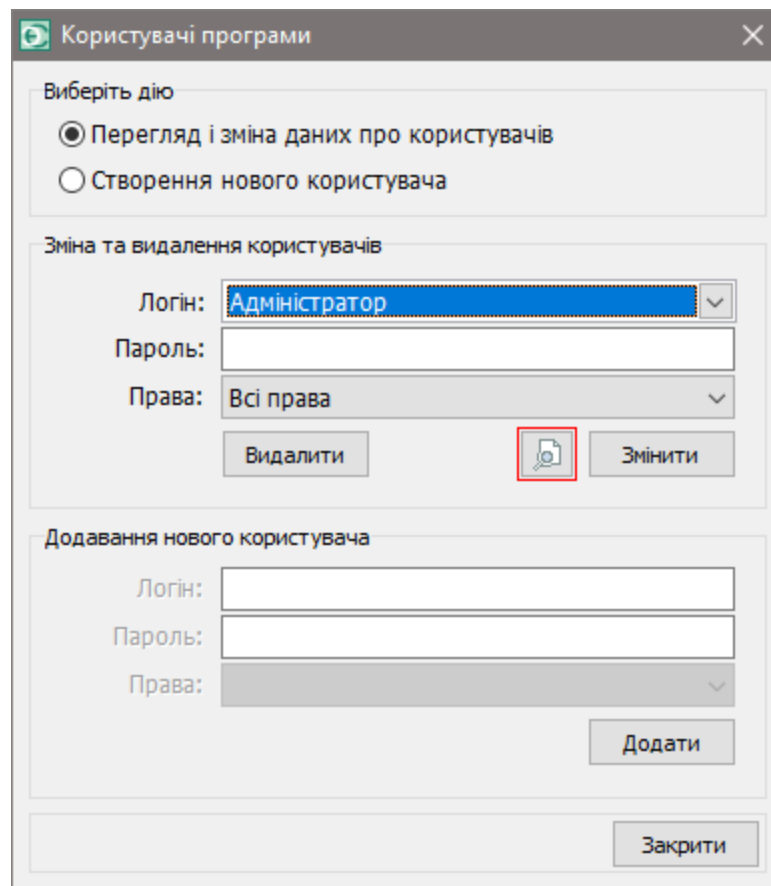 Користувачі програми
Виберіть дію
Перегляд і зміна даних про користувачів
Створення нового користувача
Зміна та видалення користувачів
Логін: Адміністратор
Пароль:
Права: Всі права
Видалити Змінити
Додавання нового користувача
Логін:
Пароль:
Права:
Додати
Закрити